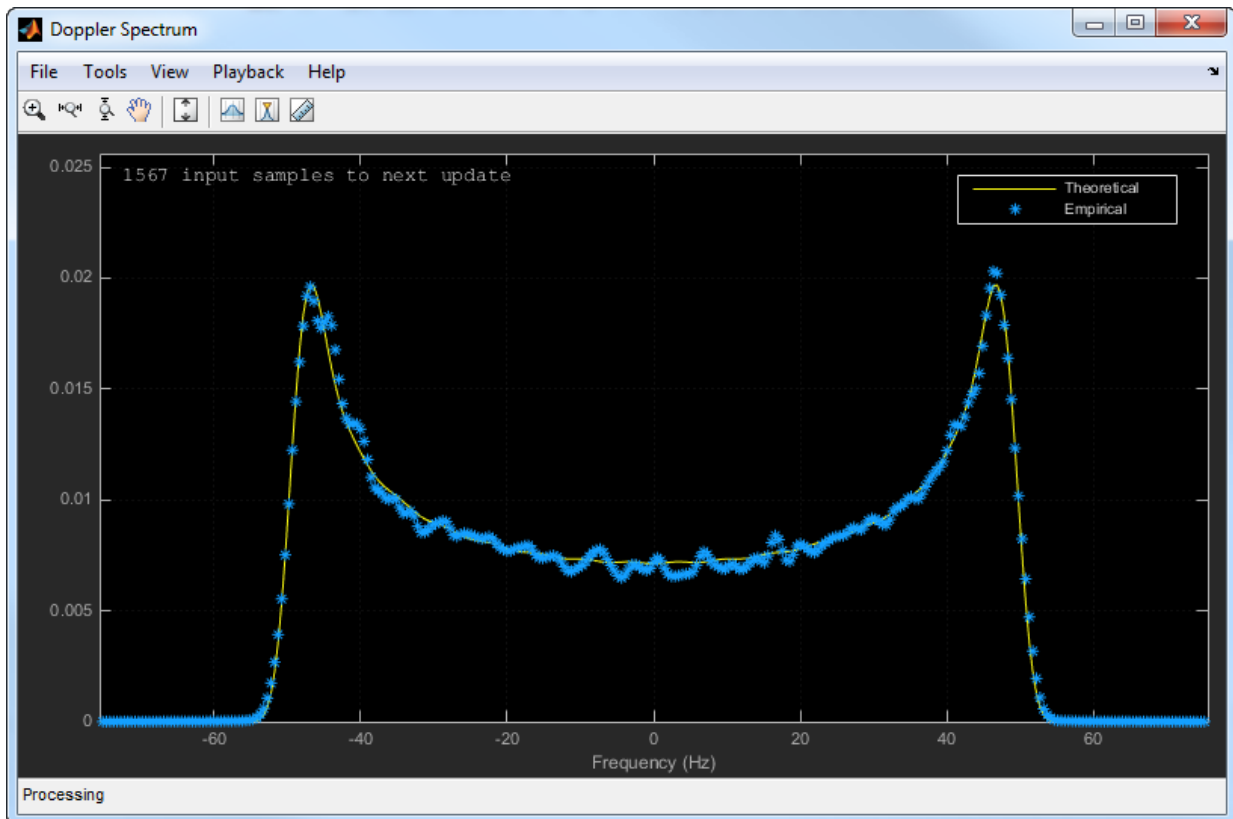 Doppler Spectrum
File Tools View Playback Help
1567 input samples to next update
Theoretical
Empirical
0.025
0.02
0.015
0.01
0.005
0
-60 -40 -20 0 20 40 60
Frequency (Hz)
Processing